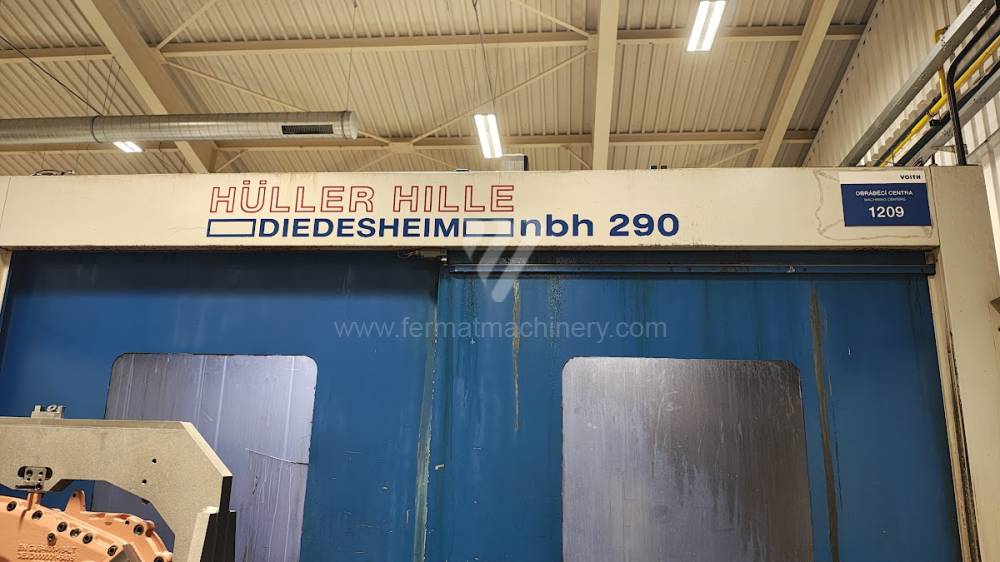 HÜLLER HILLE
DIEDESHEIM nbh 290
VOITH
OBRÁBĚCÍ CENTRA
MACHINING CENTERS
1209
www.fermatmachinery.com